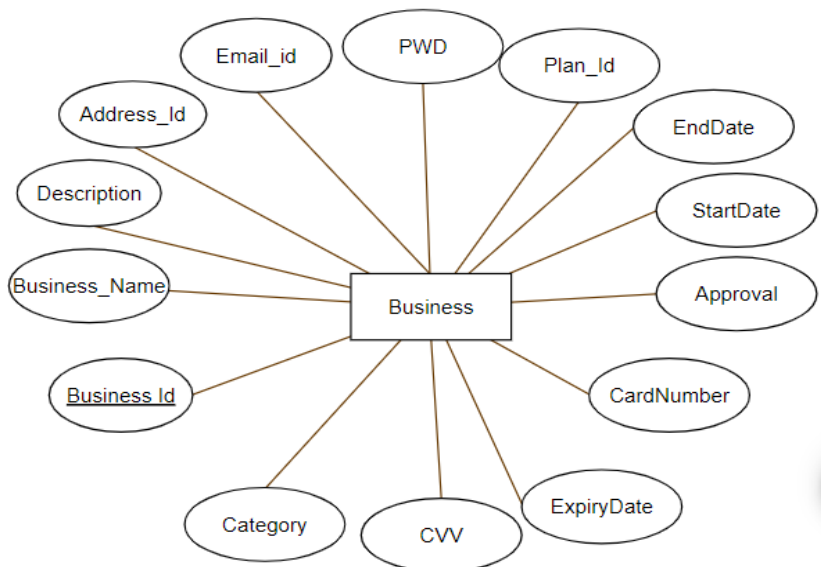 Email_id
PWD
Plan_Id
Address_Id
EndDate
Description
StartDate
Business_Name
Business
Approval
Business Id
CardNumber
Category
CVV
ExpiryDate